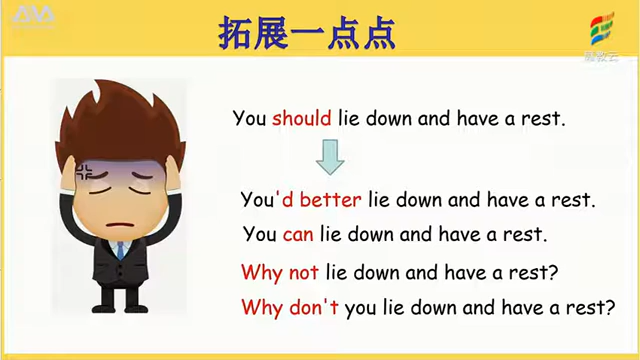 拓展一点点
You should lie down and have a rest.
You'd better lie down and have a rest.
You can lie down and have a rest.
Why not lie down and have a rest?
Why don't you lie down and have a rest?